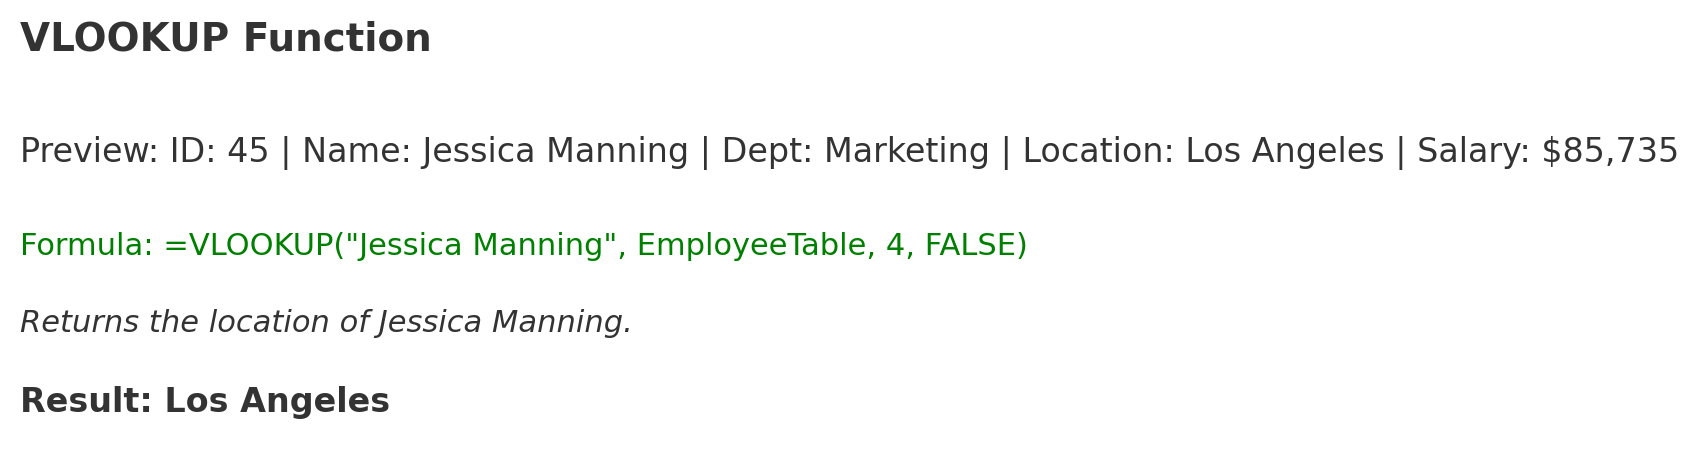 VLOOKUP Function
Preview: ID: 45 | Name: Jessica Manning | Dept: Marketing | Location: Los Angeles | Salary: $85,735
Formula: =VLOOKUP("Jessica Manning", EmployeeTable, 4, FALSE)
Returns the location of Jessica Manning.
Result: Los Angeles